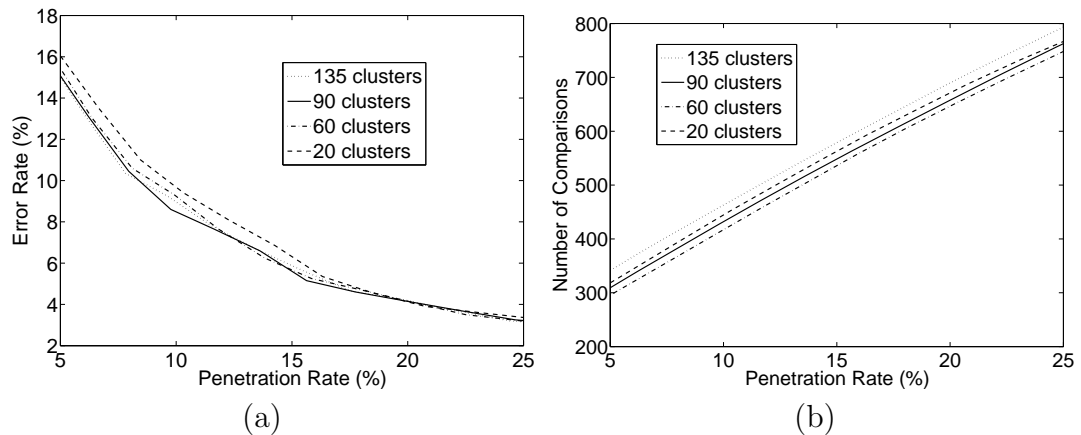 18
16
14
12
10
8
6
4
2
Error Rate (%)
135 clusters
90 clusters
60 clusters
20 clusters
5
10
15
20
25
Penetration Rate (%)
(a)
800
700
600
500
400
300
200
Number of Comparisons
135 clusters
90 clusters
60 clusters
20 clusters
5
10
15
20
25
Penetration Rate (%)
(b)